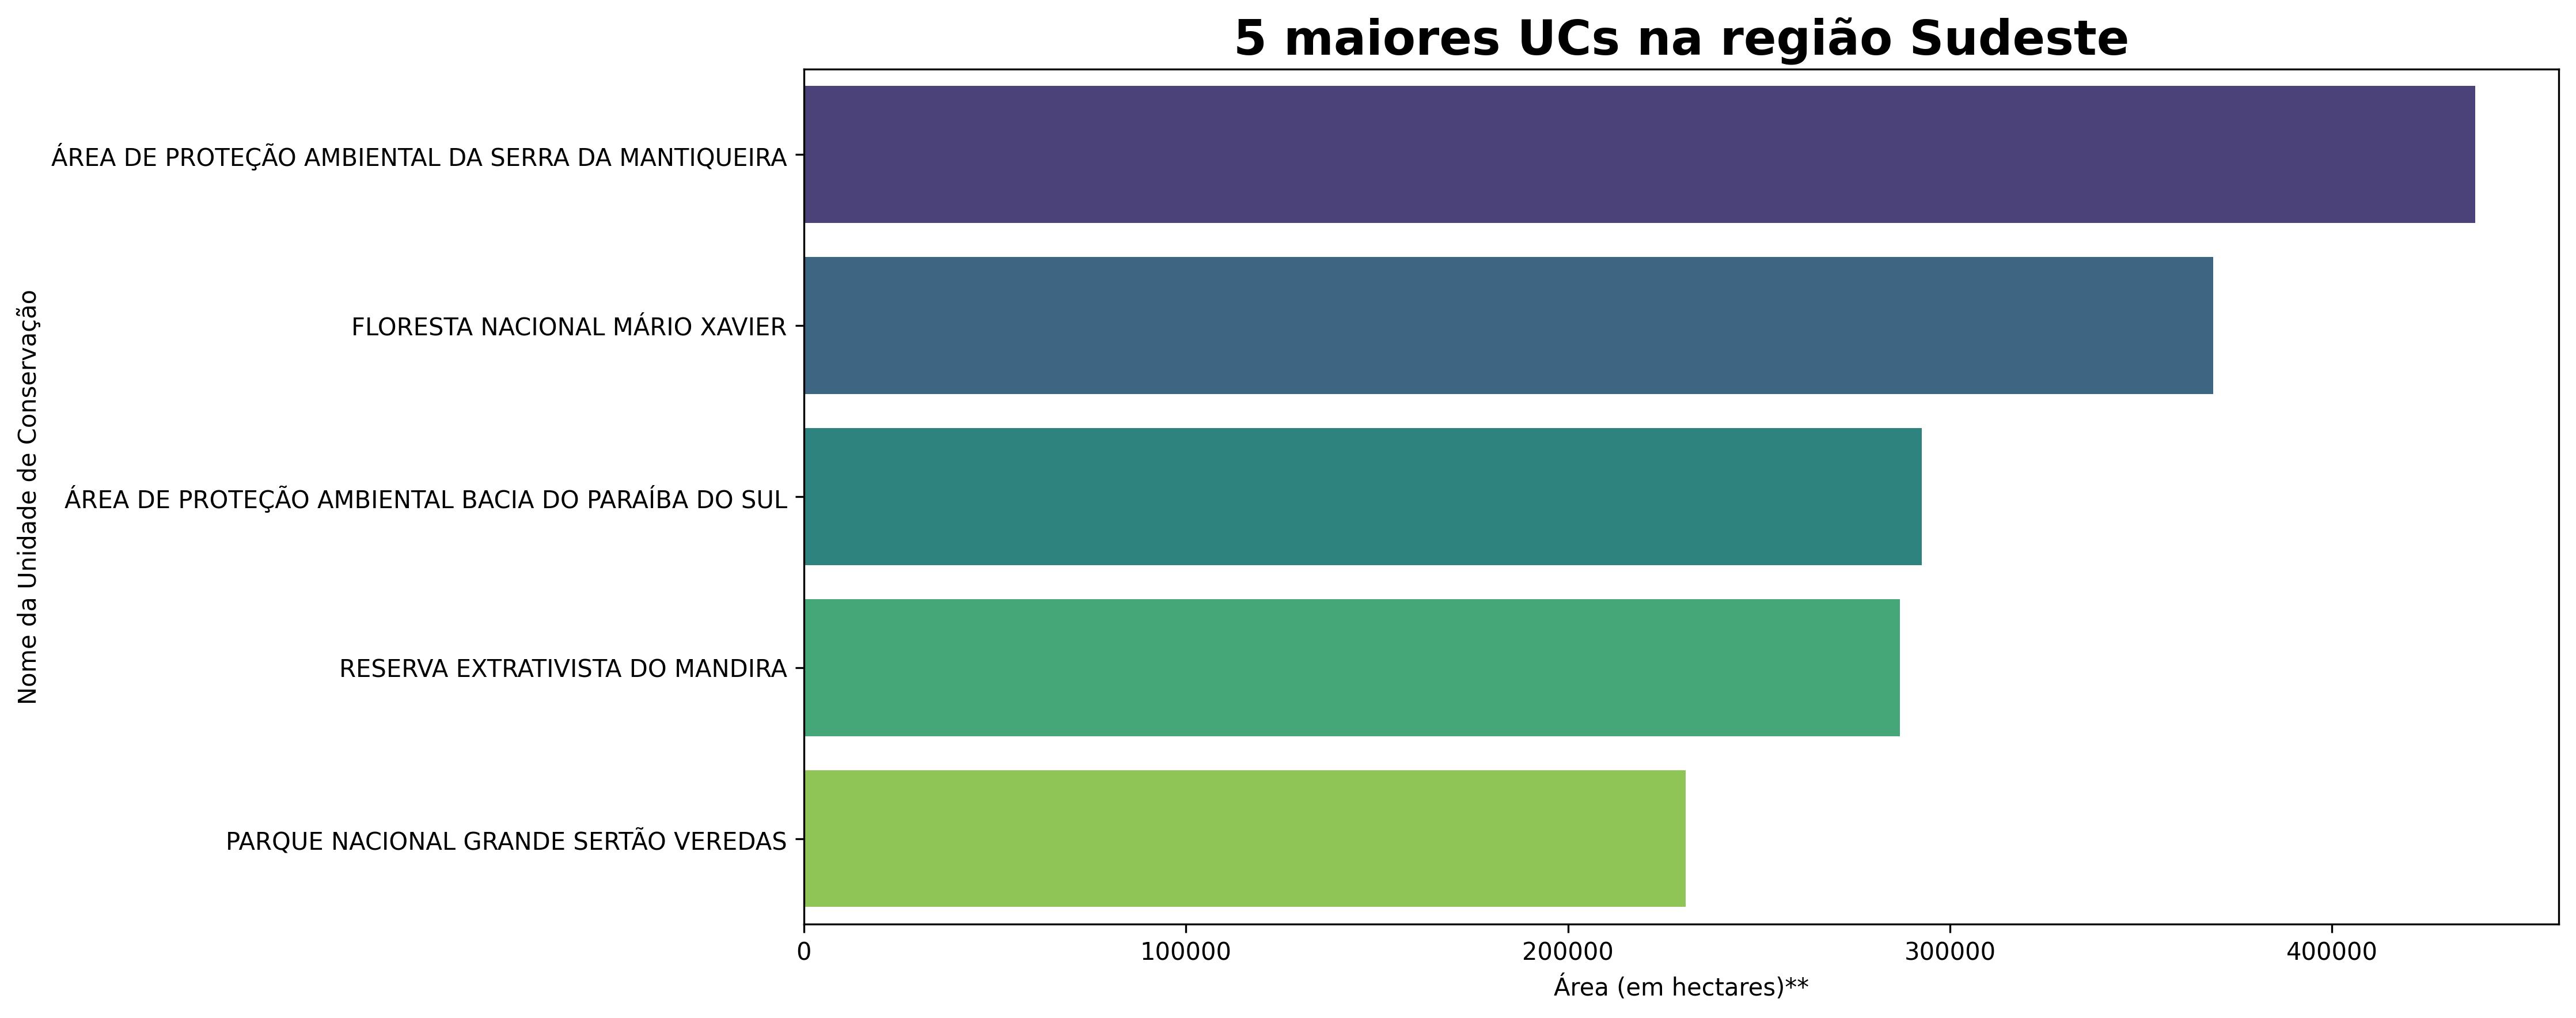 5 maiores UCs na região Sudeste
Nome da Unidade de Conservação
ÁREA DE PROTEÇÃO AMBIENTAL DA SERRA DA MANTIQUEIRA
FLORESTA NACIONAL MÁRIO XAVIER
ÁREA DE PROTEÇÃO AMBIENTAL BACIA DO PARAÍBA DO SUL
RESERVA EXTRATIVISTA DO MANDIRA
PARQUE NACIONAL GRANDE SERTÃO VEREDAS
0 100000 200000 300000 400000
Área (em hectares)**